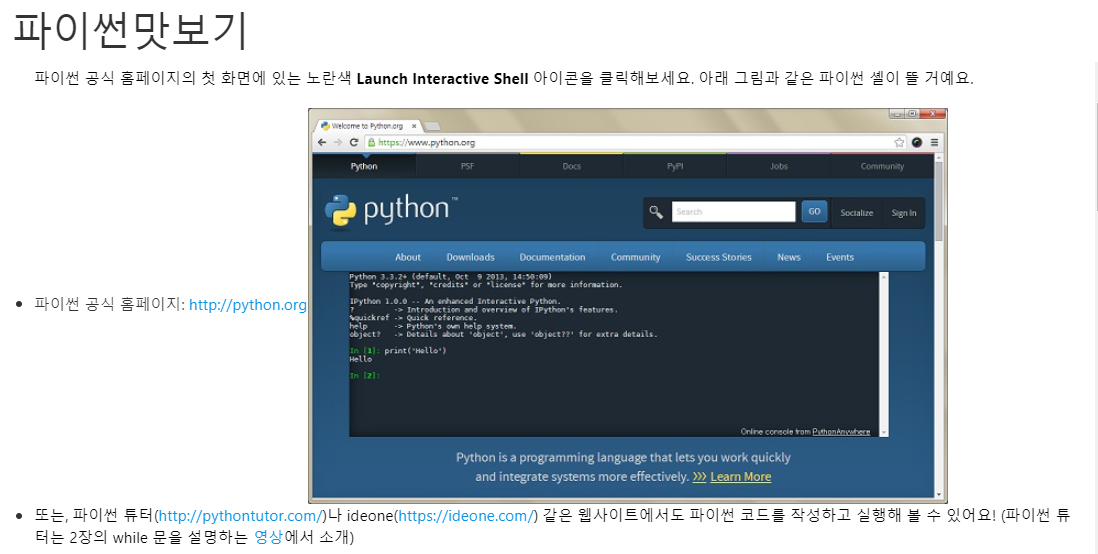 파이썬맛보기
파이썬 공식 홈페이지의 첫 화면에 있는 노란색 Launch Interactive Shell 아이콘을 클릭해보세요. 아래 그림과 같은 파이썬 셸이 뜰 거예요.
Welcome to Python.org
https://www.python.org
Python PSF Docs PyPI Jobs Community
python™ Search GO Socialize Sign In
About Downloads Documentation Community Success Stories News Events
Python 3.3.2+ (default, Oct 9 2013, 14:50:09)
Type "copyright", "credits" or "license" for more information.
IPython 1.0.0 -- An enhanced Interactive Python.
? -> Introduction and overview of IPython's features.
%quickref -> Quick reference.
help -> Python's own help system.
object? -> Details about 'object', use 'object??' for extra details.
In [1]: print('Hello')
Hello
In [2]:
Online console from PythonAnywhere
Python is a programming language that lets you work quickly
and integrate systems more effectively. >>> Learn More
• 파이썬 공식 홈페이지: http://python.org
• 또는, 파이썬 튜터(http://pythontutor.com/)나 ideone(https://ideone.com/) 같은 웹사이트에서도 파이썬 코드를 작성하고 실행해 볼 수 있어요! (파이썬 튜
터는 2장의 while 문을 설명하는 영상에서 소개)